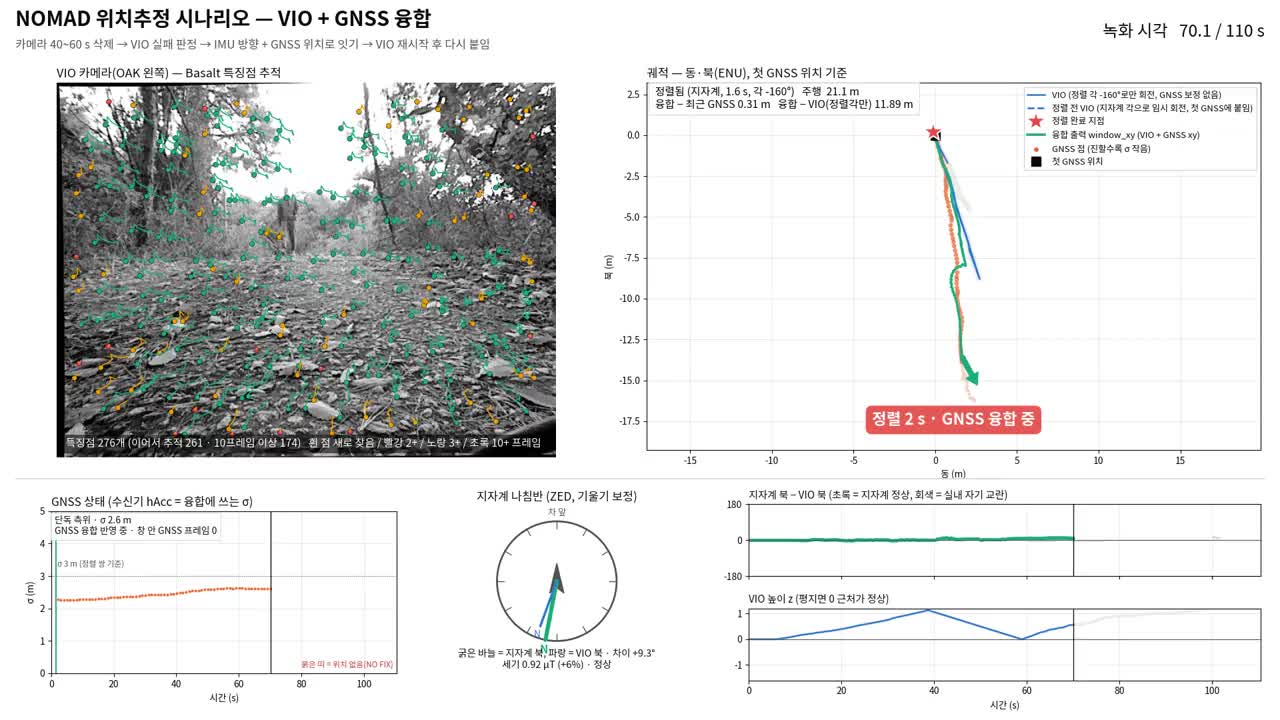 NOMAD 위치추정 시나리오 — VIO + GNSS 융합
카메라 40~60 s 삭제 → VIO 실패 판정 → IMU 방향 + GNSS 위치로 잇기 → VIO 재시작 후 다시 붙임
녹화 시각 70.1 / 110 s
VIO 카메라(OAK 왼쪽) — Basalt 특징점 추적
특징점 276개 (이어서 추적 261 · 10프레임 이상 174) 흰 점 새로 찾음 / 빨강 2+ / 노랑 3+ / 초록 10+ 프레임
궤적 — 동·북(ENU), 첫 GNSS 위치 기준
정렬됨 (지자계, 1.6 s, 각 -160°) 주행 21.1 m
융합 − 최근 GNSS 0.31 m 융합 − VIO(정렬각만) 11.89 m
VIO (정렬 각 -160°로만 회전, GNSS 보정 없음)
정렬 전 VIO (지자계 각으로 임시 회전, 첫 GNSS에 붙임)
정렬 완료 지점
융합 출력 window_xy (VIO + GNSS xy)
GNSS 점 (진할수록 σ 작음)
첫 GNSS 위치
2.5
0.0
-2.5
-5.0
-7.5
-10.0
-12.5
-15.0
-17.5
북 (m)
정렬 2 s · GNSS 융합 중
-15 -10 -5 0 5 10 15
동 (m)
GNSS 상태 (수신기 hAcc = 융합에 쓰는 σ)
단독 측위 · σ 2.6 m
GNSS 융합 반영 중 · 창 안 GNSS 프레임 0
σ 3 m (정렬 쌍 기준)
붉은 띠 = 위치 없음(NO FIX)
5
4
3
2
1
0
σ (m)
0 20 40 60 80 100
시간 (s)
지자계 나침반 (ZED, 기울기 보정)
차 앞
N
N
굵은 바늘 = 지자계 북, 파랑 = VIO 북 · 차이 +9.3°
세기 0.92 µT (+6%) · 정상
지자계 북 − VIO 북 (초록 = 지자계 정상, 회색 = 실내 자기 교란)
180
0
-180
VIO 높이 z (평지면 0 근처가 정상)
1
0
-1
0 20 40 60 80 100
시간 (s)